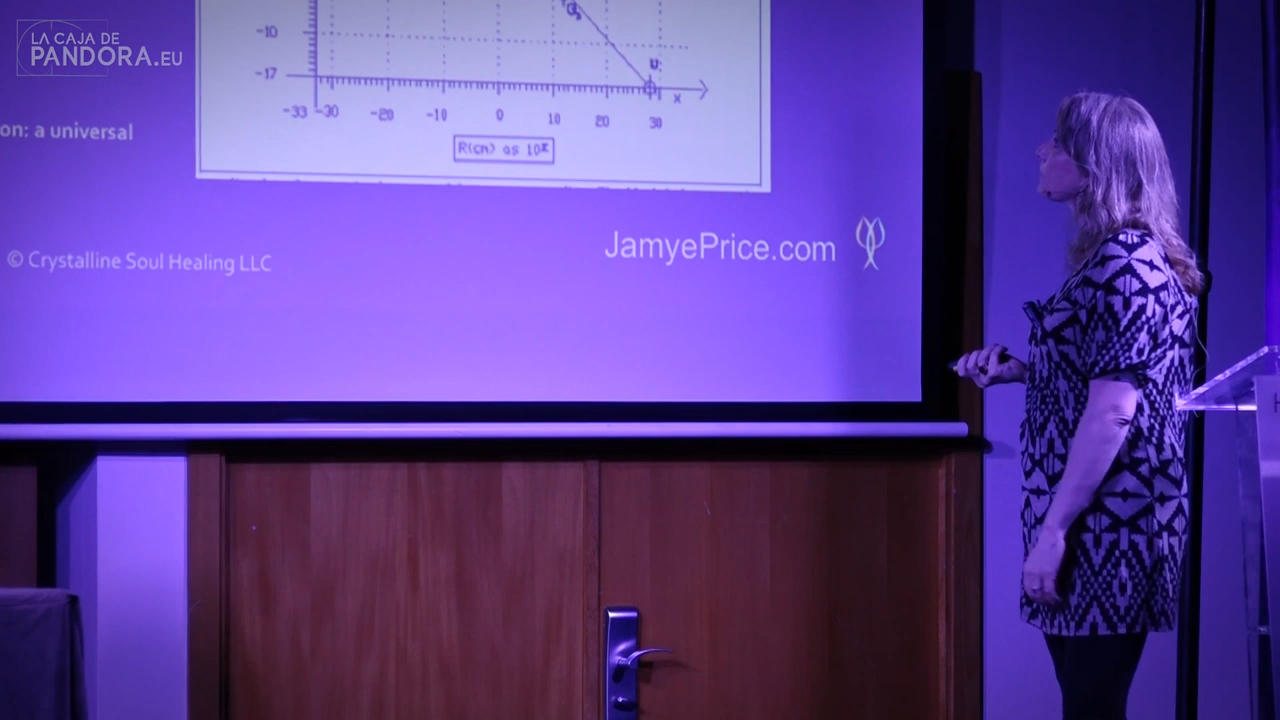 LA CAJA DE
PANDORA.EU
-10
-17
U
x
-33 -30 -20 -10 0 10 20 30
R(cm) as 10ˣ
on: a universal
© Crystalline Soul Healing LLC
JamyePrice.com